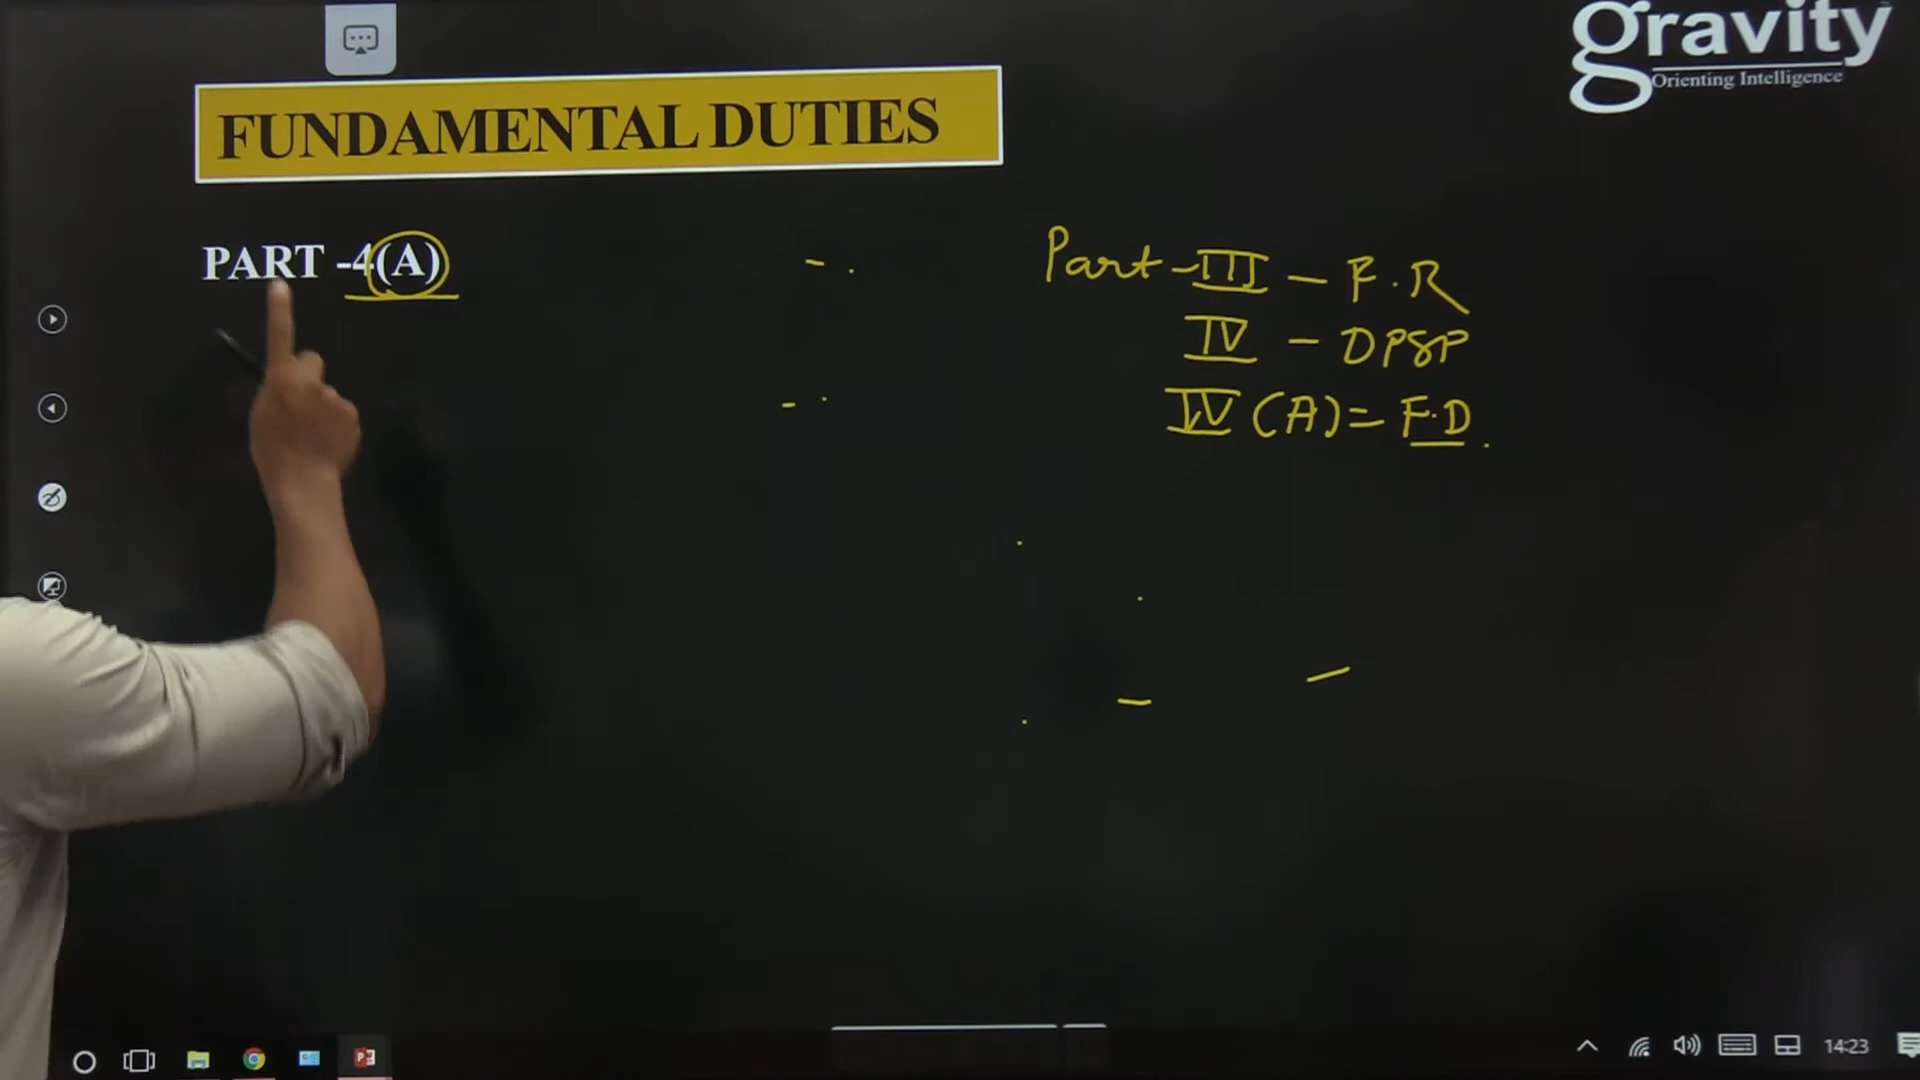 gravity
Orienting Intelligence
FUNDAMENTAL DUTIES
PART -4(A)
Part - III - F.R
IV - DPSP
IV (A) = F.D.
14:23